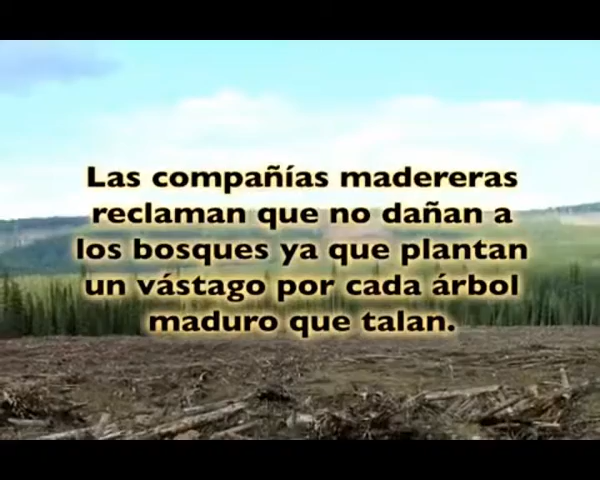 Las compañías madereras
reclaman que no dañan a
los bosques ya que plantan
un vástago por cada árbol
maduro que talan.